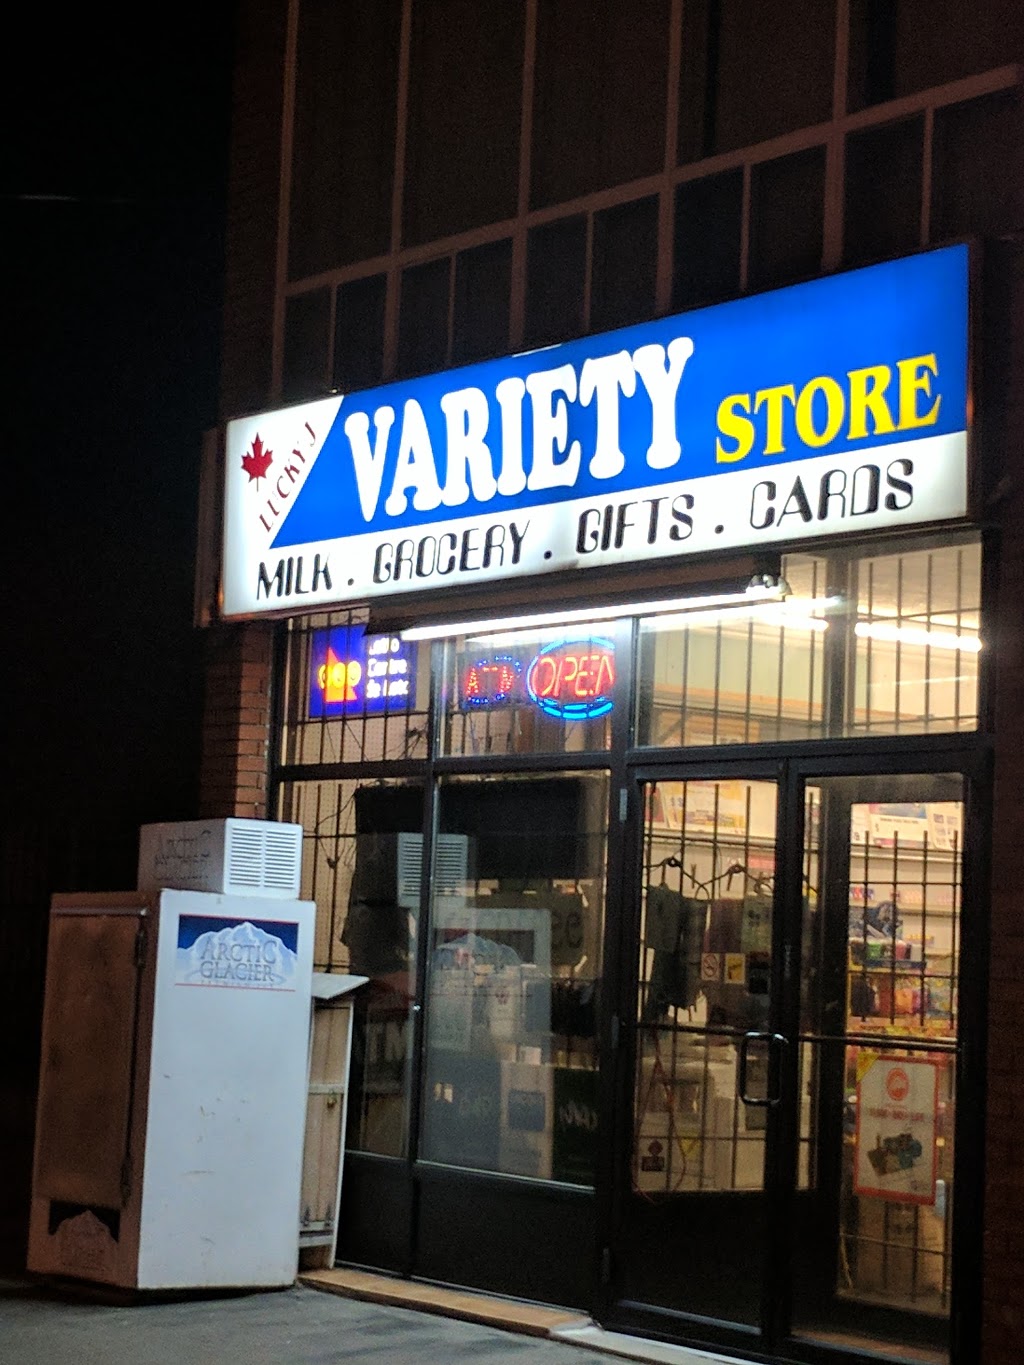 LUCKY J
VARIETY STORE
MILK . GROCERY . GIFTS . CARDS
ATM
OPEN
ARCTIC
GLACIER